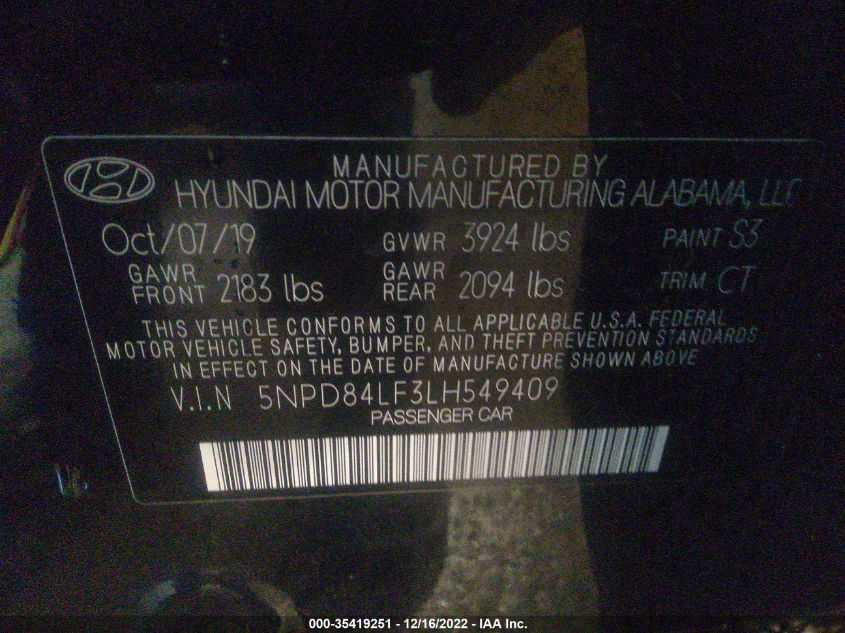 MANUFACTURED BY
HYUNDAI MOTOR MANUFACTURING ALABAMA, LLC
Oct/07/19 GVWR 3924 lbs PAINT S3
GAWR FRONT 2183 lbs GAWR REAR 2094 lbs TRIM CT
THIS VEHICLE CONFORMS TO ALL APPLICABLE U.S.A. FEDERAL
MOTOR VEHICLE SAFETY, BUMPER, AND THEFT PREVENTION STANDARDS
IN EFFECT ON THE DATE OF MANUFACTURE SHOWN ABOVE
V.I.N 5NPD84LF3LH549409
PASSENGER CAR
000-35419251 - 12/16/2022 - IAA Inc.